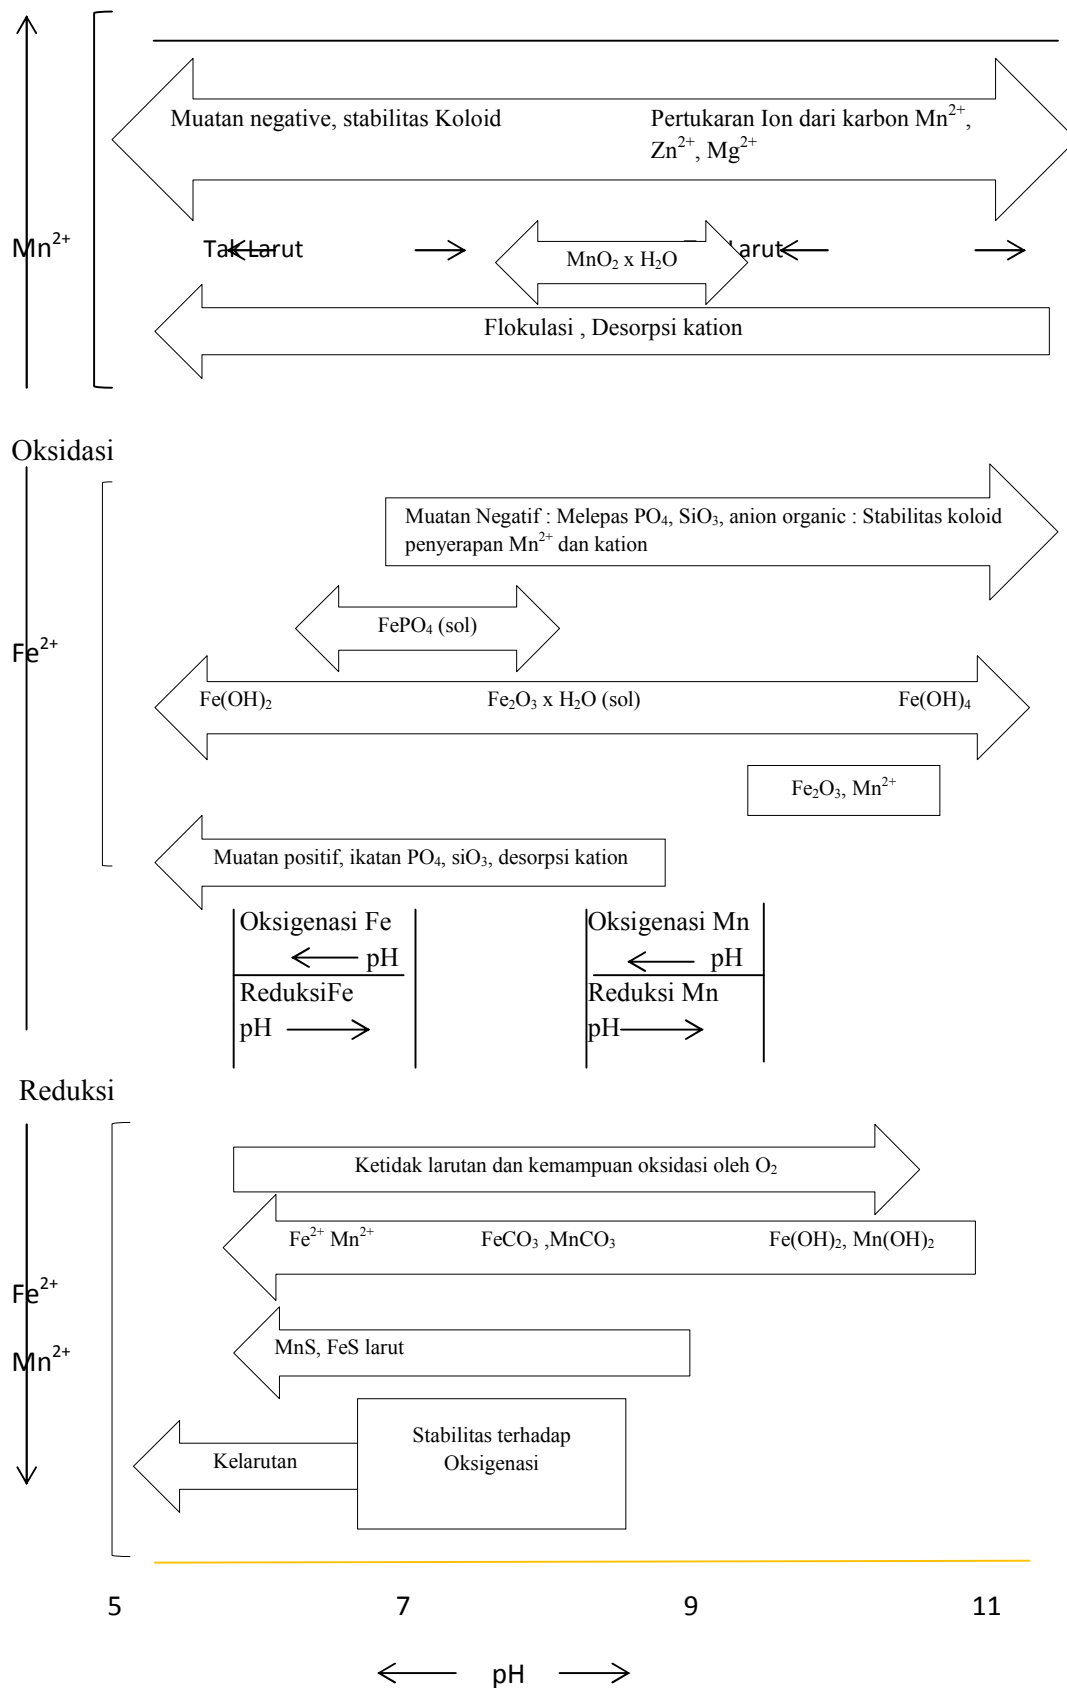 Muatan negative, stabilitas Koloid
Pertukaran Ion dari karbon Mn²⁺,
Zn²⁺, Mg²⁺
Mn²⁺
Tak Larut
Larut
MnO₂ x H₂O
Flokulasi , Desorpsi kation
Oksidasi
Muatan Negatif : Melepas PO₄, SiO₃, anion organic : Stabilitas koloid
penyerapan Mn²⁺ dan kation
FePO₄ (sol)
Fe²⁺
Fe(OH)₂
Fe₂O₃ x H₂O (sol)
Fe(OH)₄
Fe₂O₃, Mn²⁺
Muatan positif, ikatan PO₄, siO₃, desorpsi kation
Oksigenasi Fe
pH
ReduksiFe
pH
Oksigenasi Mn
pH
Reduksi Mn
pH
Reduksi
Ketidak larutan dan kemampuan oksidasi oleh O₂
Fe²⁺ Mn²⁺
FeCO₃ ,MnCO₃
Fe(OH)₂, Mn(OH)₂
Fe²⁺
Mn²⁺
MnS, FeS larut
Stabilitas terhadap
Oksigenasi
Kelarutan
5 7 9 11
pH